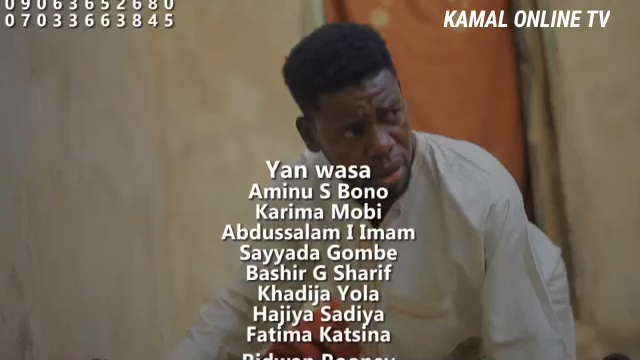 09063652680
07033663845
KAMAL ONLINE TV
Yan wasa
Aminu S Bono
Karima Mobi
Abdussalam I Imam
Sayyada Gombe
Bashir G Sharif
Khadija Yola
Hajiya Sadiya
Fatima Katsina